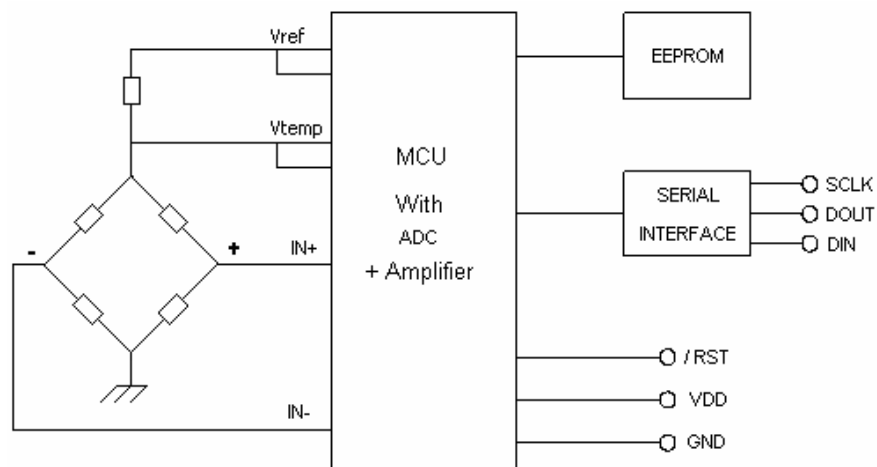 Vref
EEPROM
Vtemp
MCU
With
ADC
+ Amplifier
SERIAL
INTERFACE
SCLK
DOUT
DIN
-
+
IN+
IN-
/ RST
VDD
GND